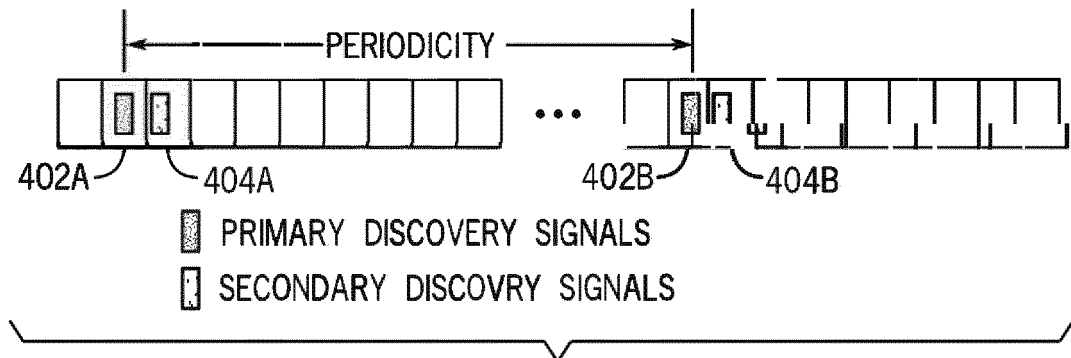 PERIODICITY
402A
404A
402B
404B
PRIMARY DISCOVERY SIGNALS
SECONDARY DISCOVRY SIGNALS